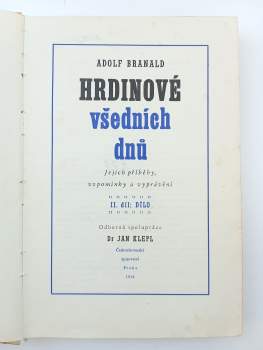 ADOLF BRANALD
HRDINOVÉ
všedních
dnů
Jejich příběhy,
vzpomínky a vyprávění
II. díl: DÍLO
Odborná spolupráce
Dr JAN KLEPL
Československý
spisovatel
Praha